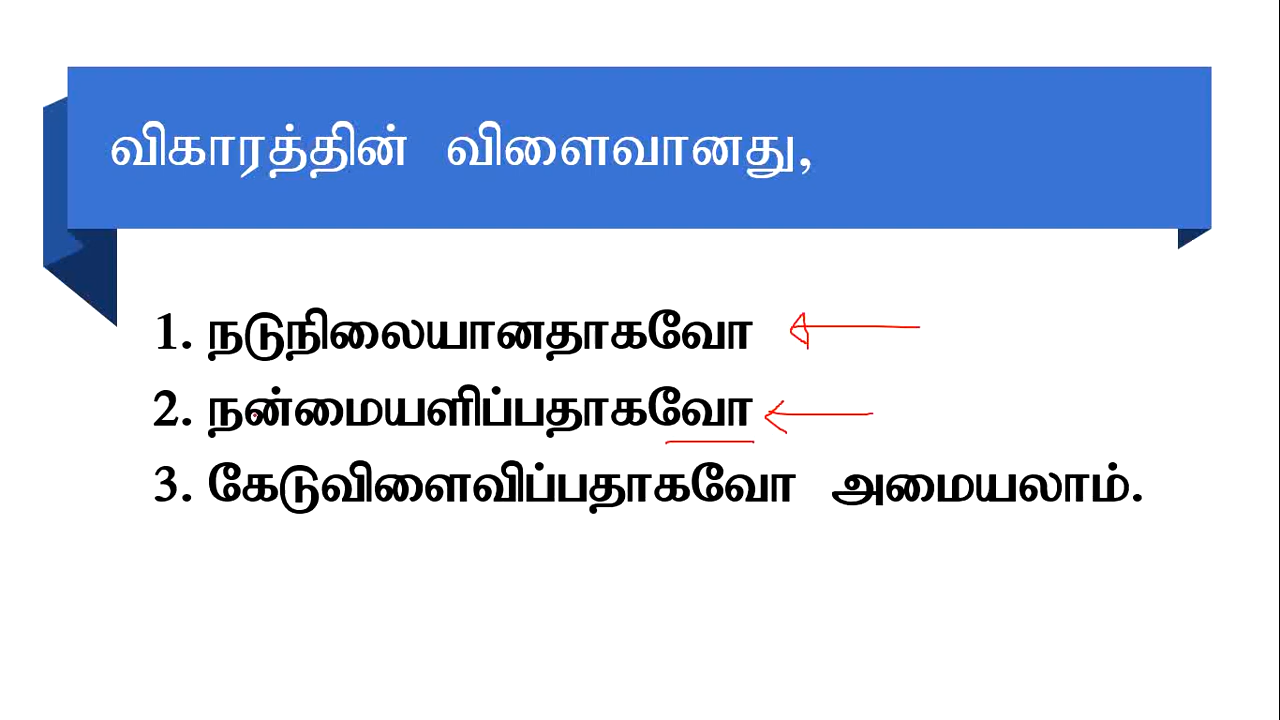 விகாரத்தின் விளைவானது,
1. நடுநிலையானதாகவோ
2. நன்மையளிப்பதாகவோ
3. கேடுவிளைவிப்பதாகவோ அமையலாம்.